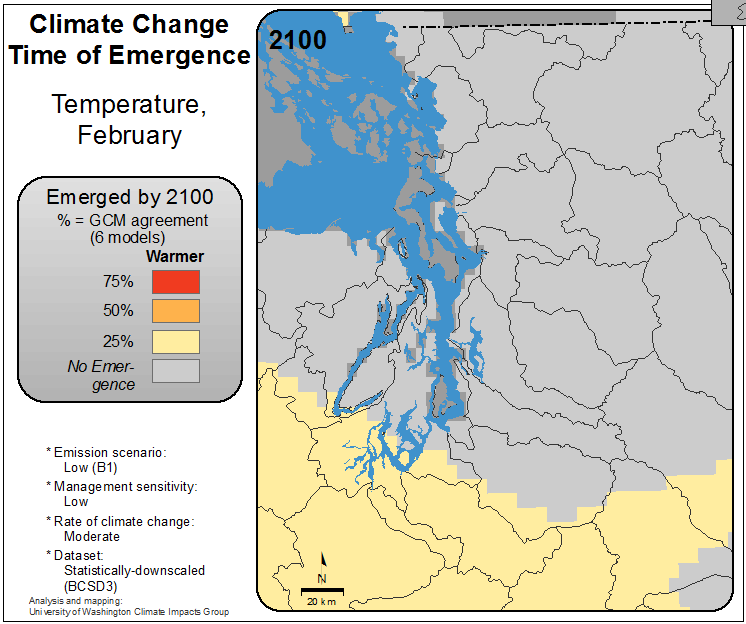 Climate Change
Time of Emergence
Temperature,
February
Emerged by 2100
% = GCM agreement
(6 models)
Warmer
75%
50%
25%
No Emer-
gence
* Emission scenario:
Low (B1)
* Management sensitivity:
Low
* Rate of climate change:
Moderate
* Dataset:
Statistically-downscaled
(BCSD3)
Analysis and mapping:
University of Washington Climate Impacts Group
2100
N
20 km